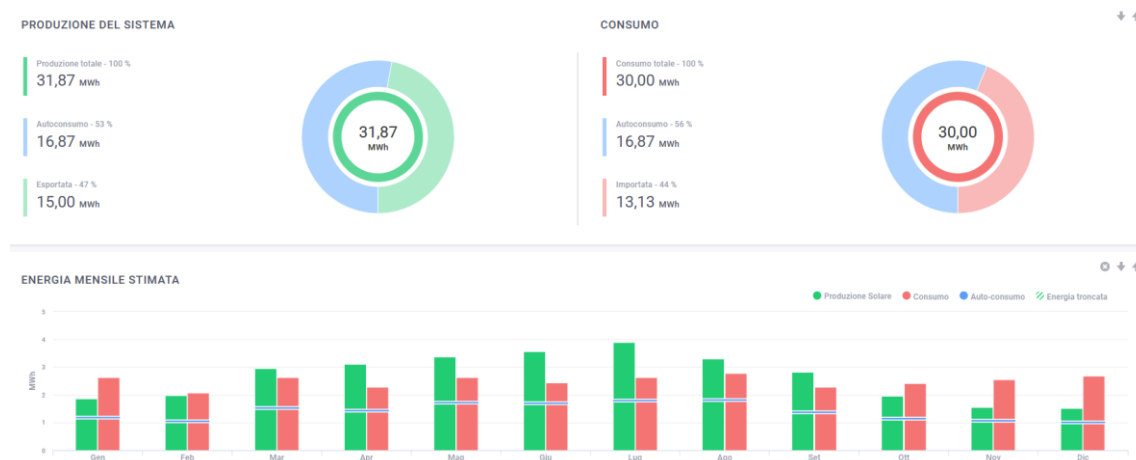 PRODUZIONE DEL SISTEMA
Produzione totale - 100 %
31,87 MWh
Autoconsumo - 53 %
16,87 MWh
Esportata - 47 %
15,00 MWh
31,87
MWh
CONSUMO
Consumo totale - 100 %
30,00 MWh
Autoconsumo - 56 %
16,87 MWh
Importata - 44 %
13,13 MWh
30,00
MWh
ENERGIA MENSILE STIMATA
Produzione Solare Consumo Auto-consumo Energia troncata
5
4
3
2
1
0
MWh
Gen Feb Mar Apr Mag Giu Lug Ago Set Ott Nov Dic